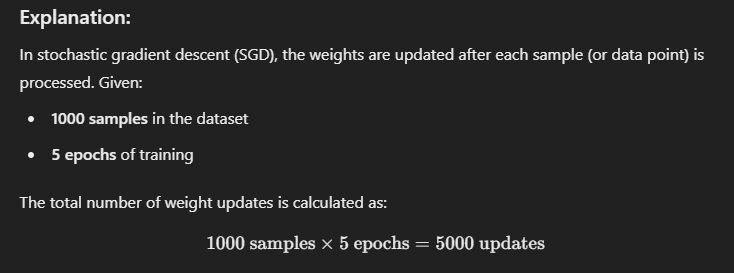 Explanation:
In stochastic gradient descent (SGD), the weights are updated after each sample (or data point) is
processed. Given:
• 1000 samples in the dataset
• 5 epochs of training
The total number of weight updates is calculated as:
1000 samples × 5 epochs = 5000 updates